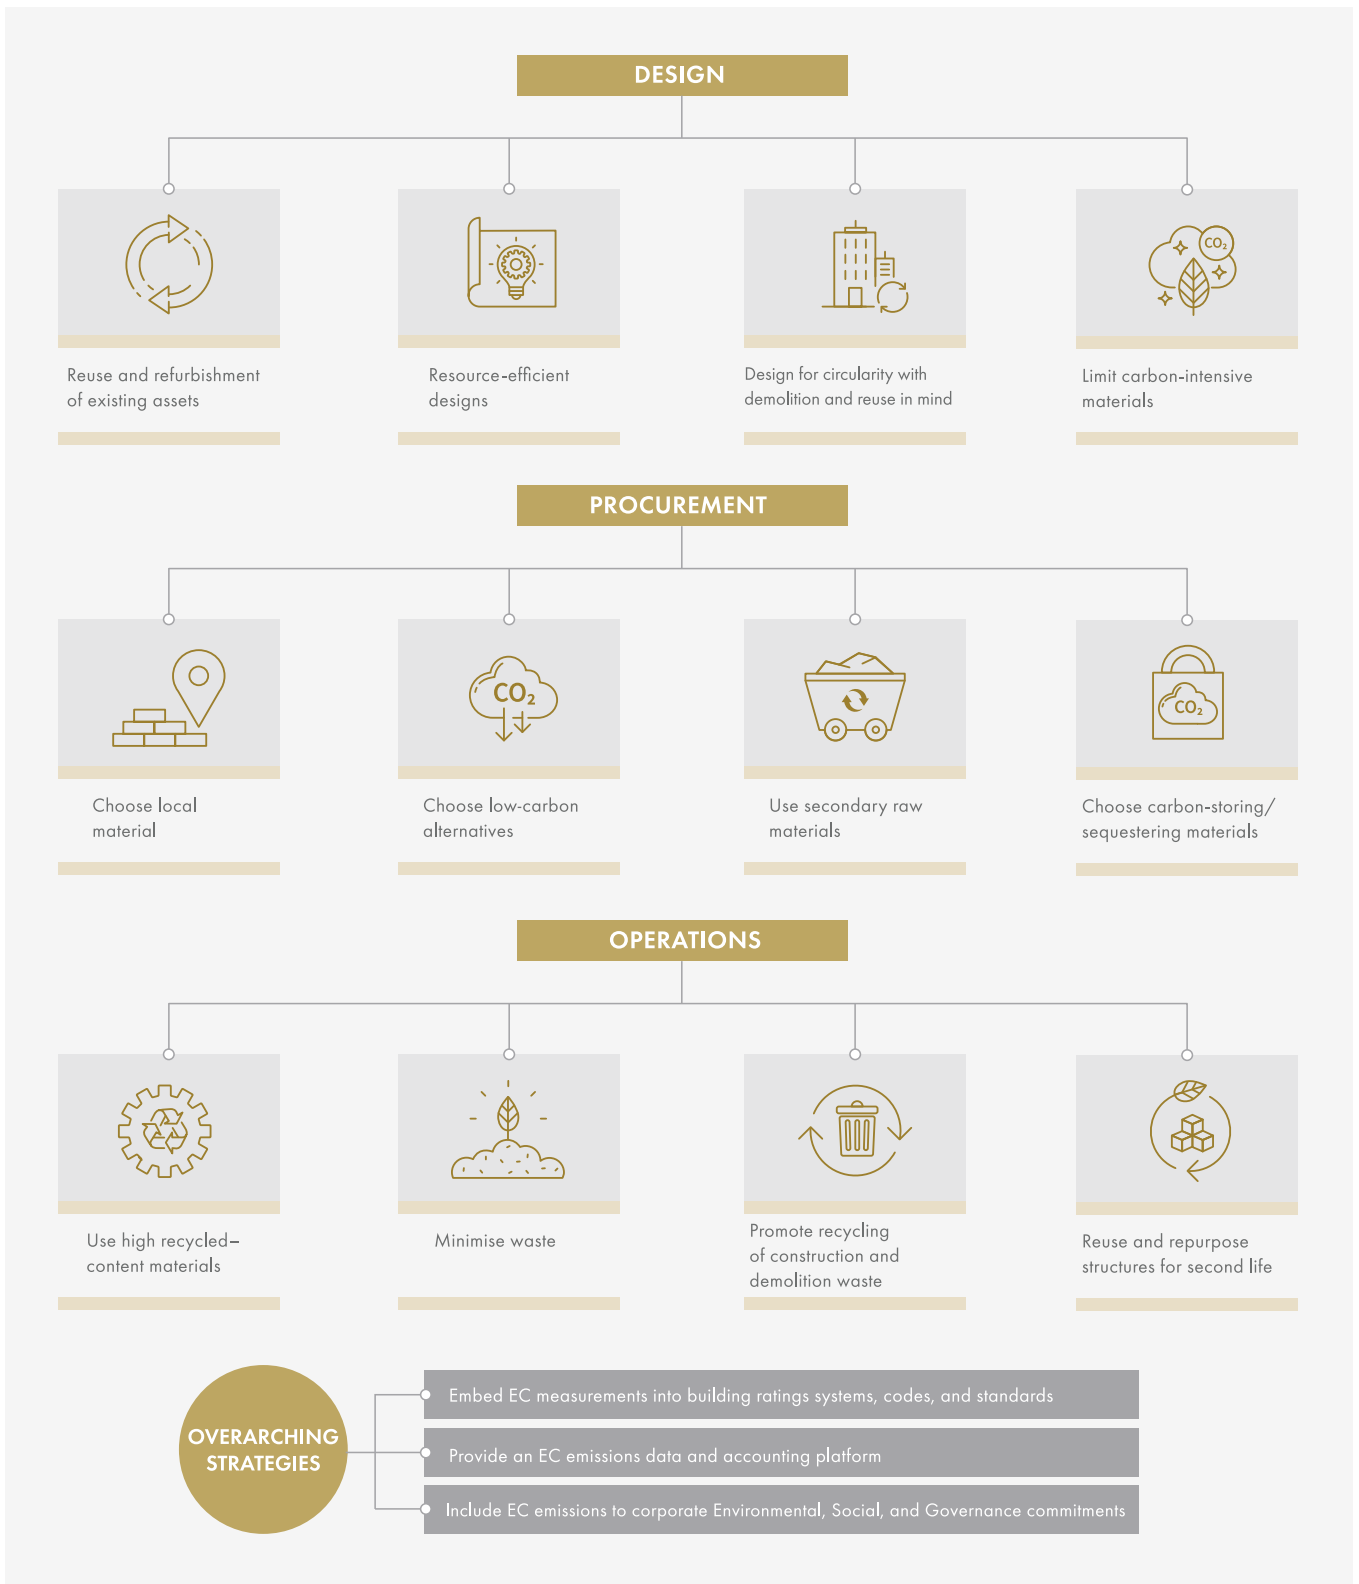 DESIGN
CO₂
Reuse and refurbishment
of existing assets
Resource-efficient
designs
Design for circularity with
demolition and reuse in mind
Limit carbon-intensive
materials
PROCUREMENT
CO₂
CO₂
Choose local
material
Choose low-carbon
alternatives
Use secondary raw
materials
Choose carbon-storing/
sequestering materials
OPERATIONS
Use high recycled–
content materials
Minimise waste
Promote recycling
of construction and
demolition waste
Reuse and repurpose
structures for second life
OVERARCHING
STRATEGIES
Embed EC measurements into building ratings systems, codes, and standards
Provide an EC emissions data and accounting platform
Include EC emissions to corporate Environmental, Social, and Governance commitments